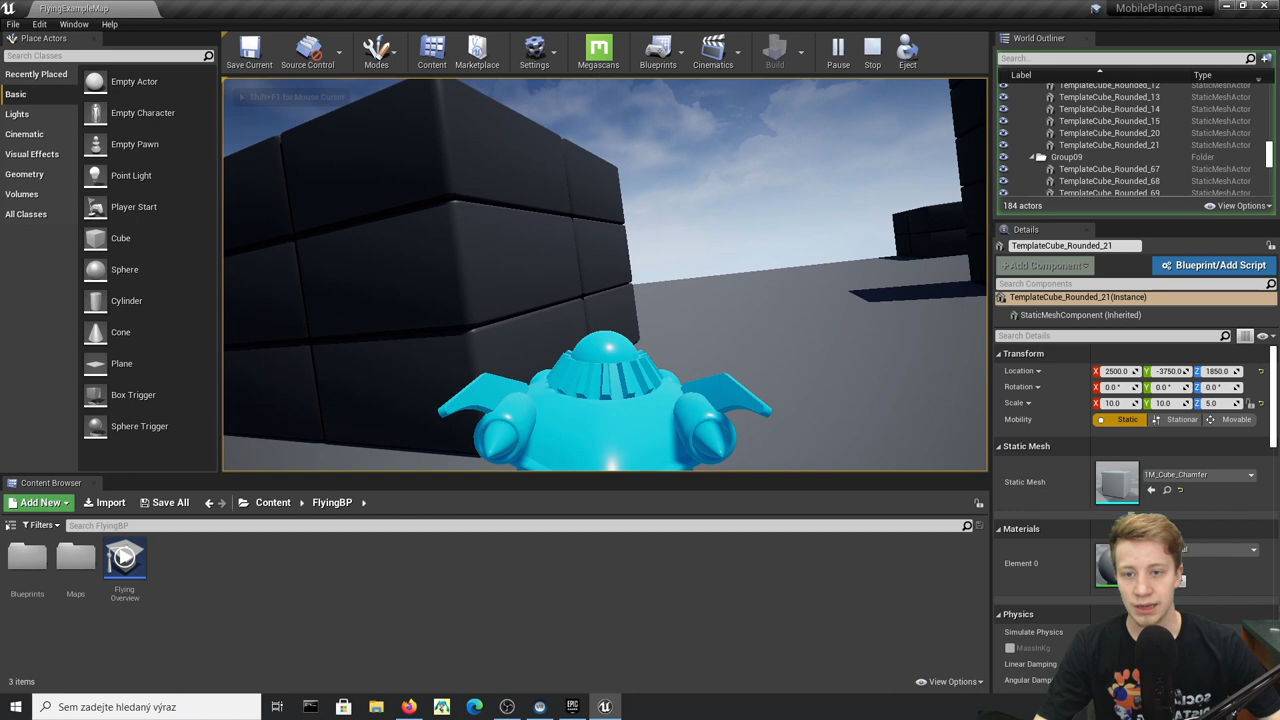 FlyingExampleMap
MobilePlaneGame
File Edit Window Help
Place Actors
Search Classes
Recently Placed
Basic
Lights
Cinematic
Visual Effects
Geometry
Volumes
All Classes
Empty Actor
Empty Character
Empty Pawn
Point Light
Player Start
Cube
Sphere
Cylinder
Cone
Plane
Box Trigger
Sphere Trigger
Save Current
Source Control
Modes
Content
Marketplace
Settings
Megascans
Blueprints
Cinematics
Build
Pause
Stop
Eject
Shift+F1 for Mouse Cursor
World Outliner
Search...
Label Type
TemplateCube_Rounded_12 StaticMeshActor
TemplateCube_Rounded_13 StaticMeshActor
TemplateCube_Rounded_14 StaticMeshActor
TemplateCube_Rounded_15 StaticMeshActor
TemplateCube_Rounded_20 StaticMeshActor
TemplateCube_Rounded_21 StaticMeshActor
Group09 Folder
TemplateCube_Rounded_67 StaticMeshActor
TemplateCube_Rounded_68 StaticMeshActor
TemplateCube_Rounded_69 StaticMeshActor
184 actors View Options
Details
TemplateCube_Rounded_21
+Add Component Blueprint/Add Script
Search Components
TemplateCube_Rounded_21(Instance)
StaticMeshComponent (Inherited)
Search Details
Transform
Location X 2500.0 Y -3750.0 Z 1850.0
Rotation X 0.0 ° Y 0.0 ° Z 0.0 °
Scale X 10.0 Y 10.0 Z 5.0
Mobility Static Stationar Movable
Static Mesh
Static Mesh 1M_Cube_Chamfer
Materials
Element 0
Physics
Simulate Physics
MassInKg
Linear Damping
Angular Damp
Content Browser
Add New Import Save All Content FlyingBP
Filters Search FlyingBP
Blueprints
Maps
Flying
Overview
3 items View Options
Sem zadejte hledaný výraz
EPIC